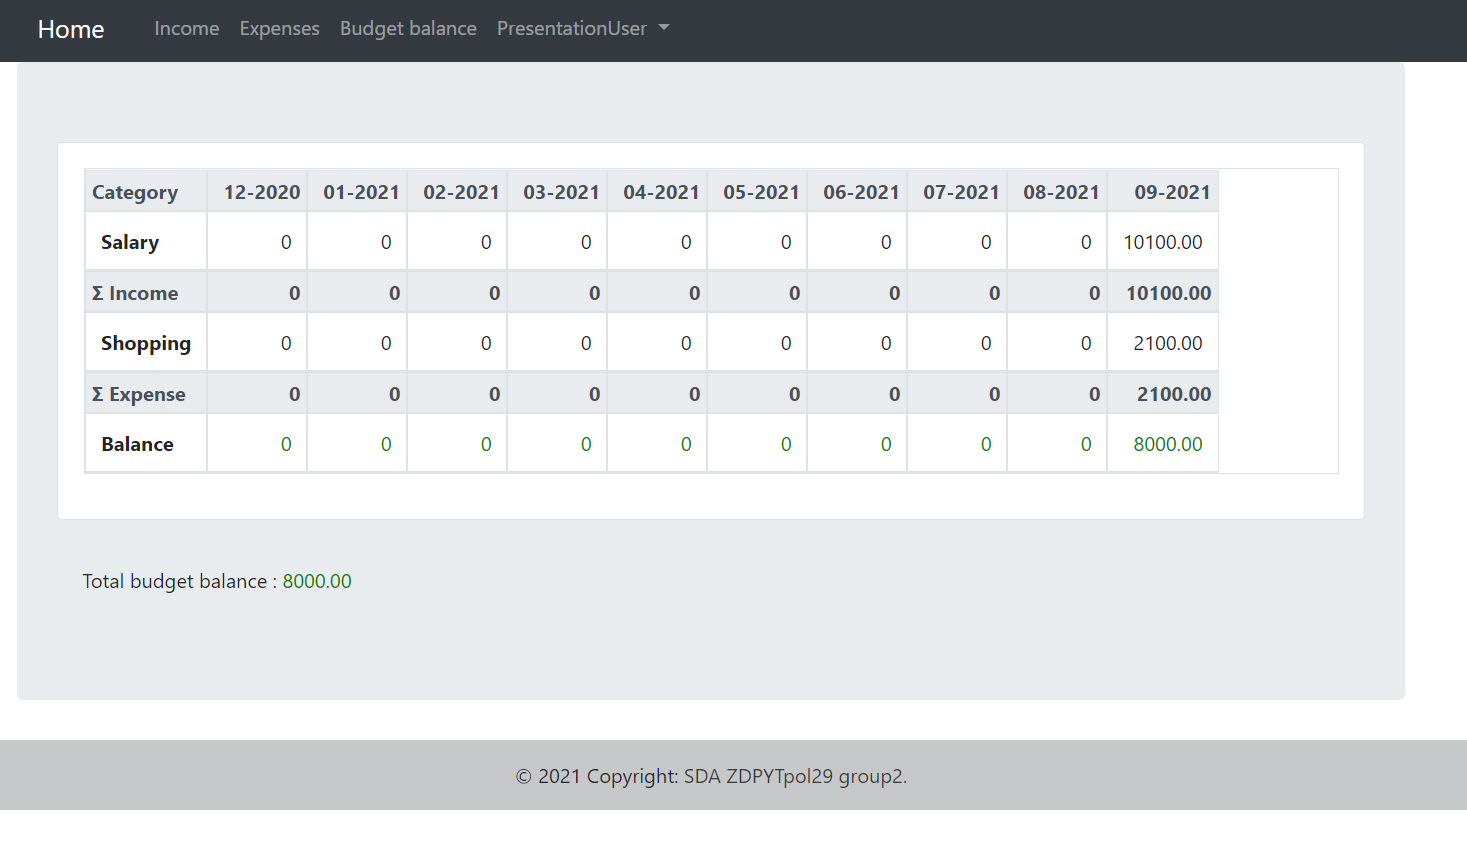 Home Income Expenses Budget balance PresentationUser
Category 12-2020 01-2021 02-2021 03-2021 04-2021 05-2021 06-2021 07-2021 08-2021 09-2021
Salary 0 0 0 0 0 0 0 0 0 10100.00
Σ Income 0 0 0 0 0 0 0 0 0 10100.00
Shopping 0 0 0 0 0 0 0 0 0 2100.00
Σ Expense 0 0 0 0 0 0 0 0 0 2100.00
Balance 0 0 0 0 0 0 0 0 0 8000.00
Total budget balance : 8000.00
© 2021 Copyright: SDA ZDPYTpol29 group2.